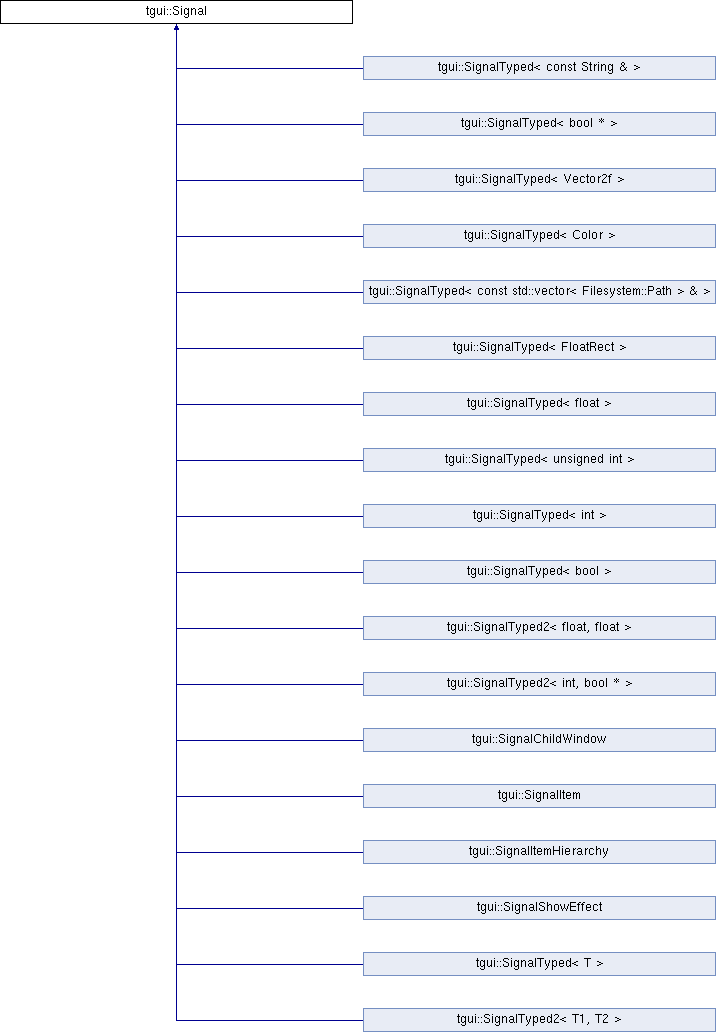 tgui::Signal
tgui::SignalTyped< const String & >
tgui::SignalTyped< bool * >
tgui::SignalTyped< Vector2f >
tgui::SignalTyped< Color >
tgui::SignalTyped< const std::vector< Filesystem::Path > & >
tgui::SignalTyped< FloatRect >
tgui::SignalTyped< float >
tgui::SignalTyped< unsigned int >
tgui::SignalTyped< int >
tgui::SignalTyped< bool >
tgui::SignalTyped2< float, float >
tgui::SignalTyped2< int, bool * >
tgui::SignalChildWindow
tgui::SignalItem
tgui::SignalItemHierarchy
tgui::SignalShowEffect
tgui::SignalTyped< T >
tgui::SignalTyped2< T1, T2 >